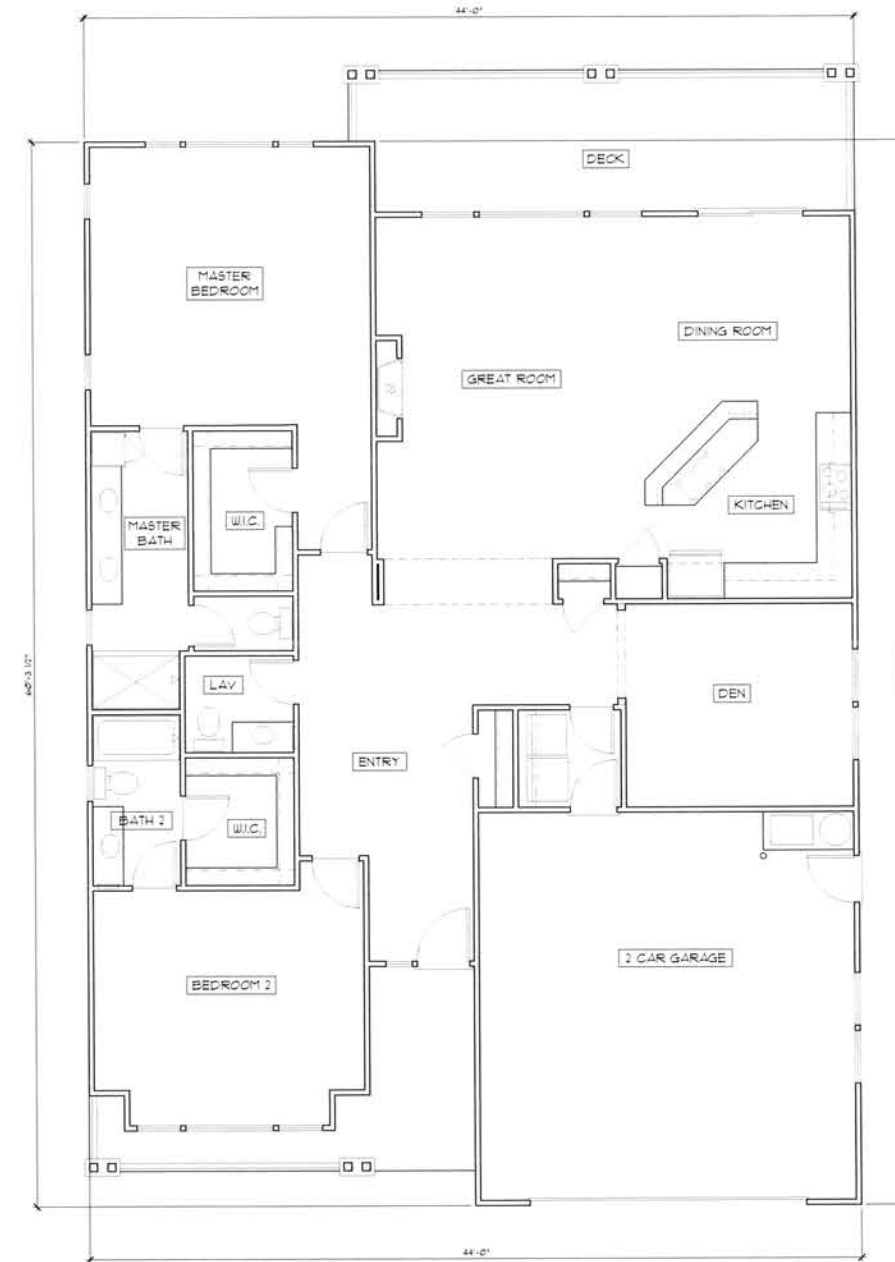 44'-0"
DECK
MASTER
BEDROOM
DINING ROOM
GREAT ROOM
KITCHEN
W.I.C.
MASTER
BATH
LAV
DEN
ENTRY
BATH 2
W.I.C.
2 CAR GARAGE
BEDROOM 2
44'-0"